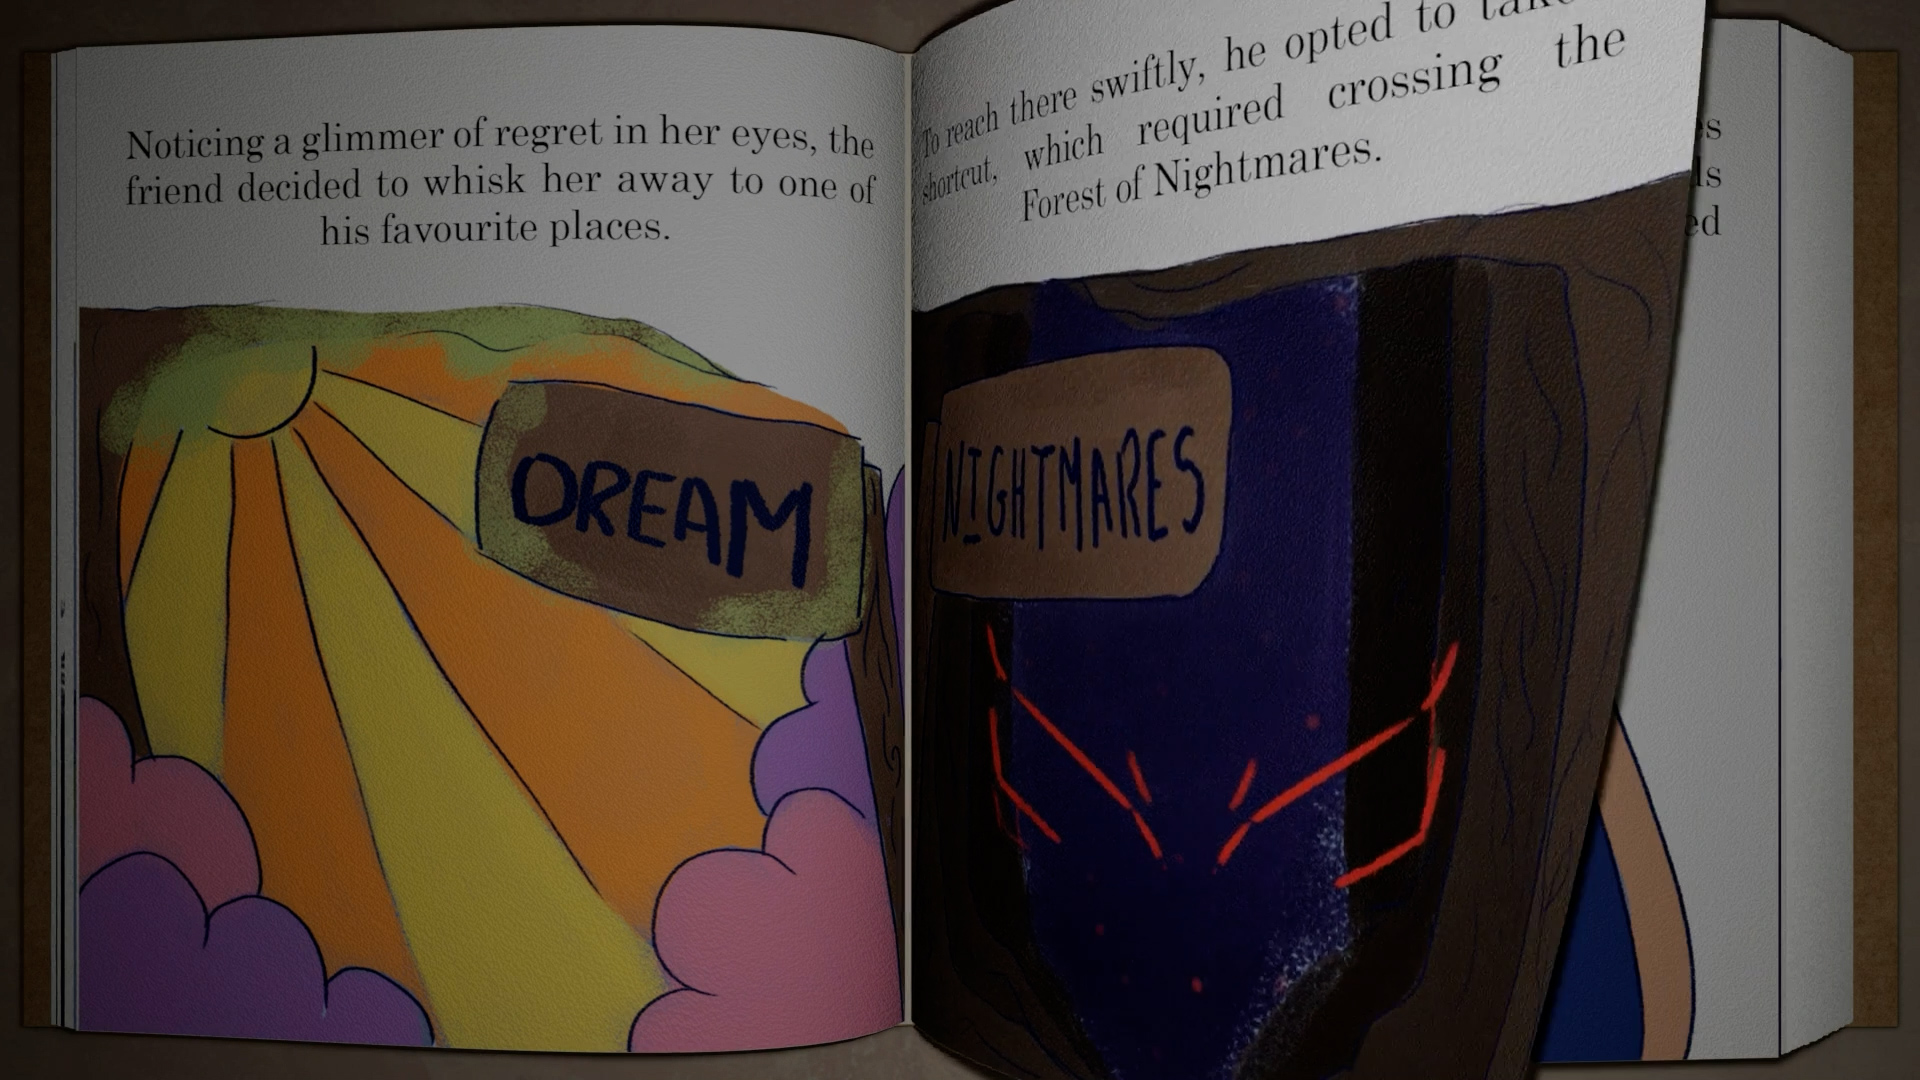 Noticing a glimmer of regret in her eyes, the
friend decided to whisk her away to one of
his favourite places.
DREAM
To reach there swiftly, he opted to take
shortcut, which required crossing the
Forest of Nightmares.
NIGHTMARES